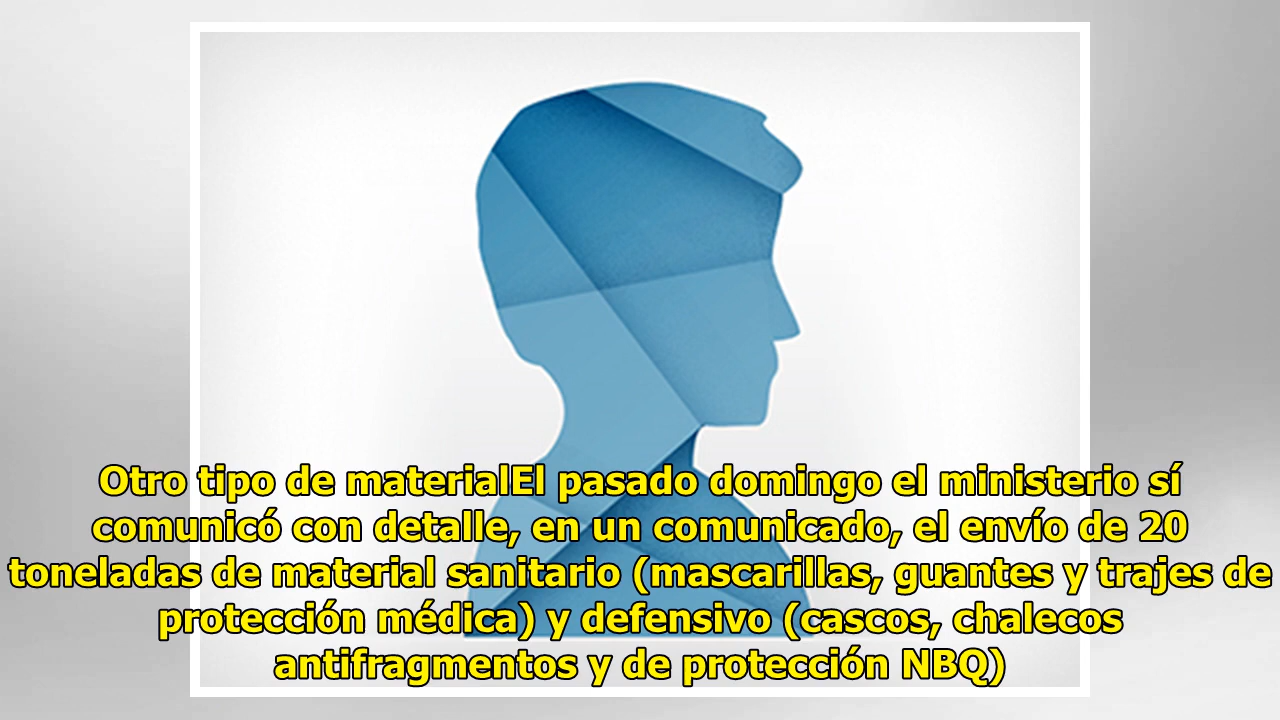 Otro tipo de materialEl pasado domingo el ministerio sí
comunicó con detalle, en un comunicado, el envío de 20
toneladas de material sanitario (mascarillas, guantes y trajes de
protección médica) y defensivo (cascos, chalecos
antifragmentos y de protección NBQ)